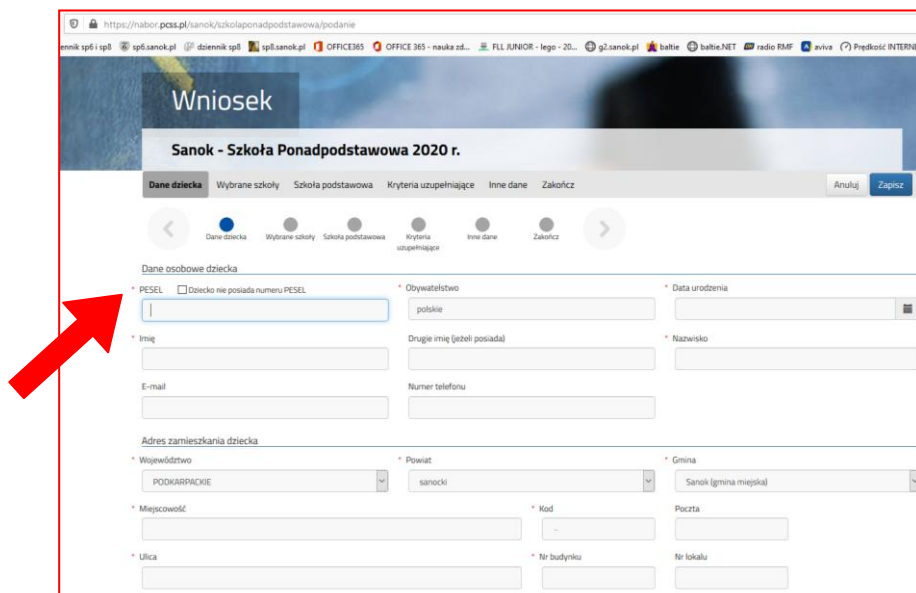 https://nabor.pcss.pl/sanok/szkolaponadpodstawowa/podanie
ennik sp6 i sp8 sp6.sanok.pl dziennik sp8 sp8.sanok.pl OFFICE365 OFFICE 365 - nauka zd... FLL JUNIOR - lego - 20... g2.sanok.pl baltie baltie.NET radio RMF aviva Prędkość INTERNE
Wniosek
Sanok - Szkoła Ponadpodstawowa 2020 r.
Dane dziecka Wybrane szkoły Szkoła podstawowa Kryteria uzupełniające Inne dane Zakończ Anuluj Zapisz
Dane dziecka Wybrane szkoły Szkoła podstawowa Kryteria uzupełniające Inne dane Zakończ
Dane osobowe dziecka
* PESEL Dziecko nie posiada numeru PESEL * Obywatelstwo * Data urodzenia
polskie
* Imię Drugie imię (jeżeli posiada) * Nazwisko
E-mail Numer telefonu
Adres zamieszkania dziecka
* Województwo * Powiat * Gmina
PODKARPACKIE sanocki Sanok (gmina miejska)
* Miejscowość * Kod Poczta
-
* Ulica * Nr budynku Nr lokalu